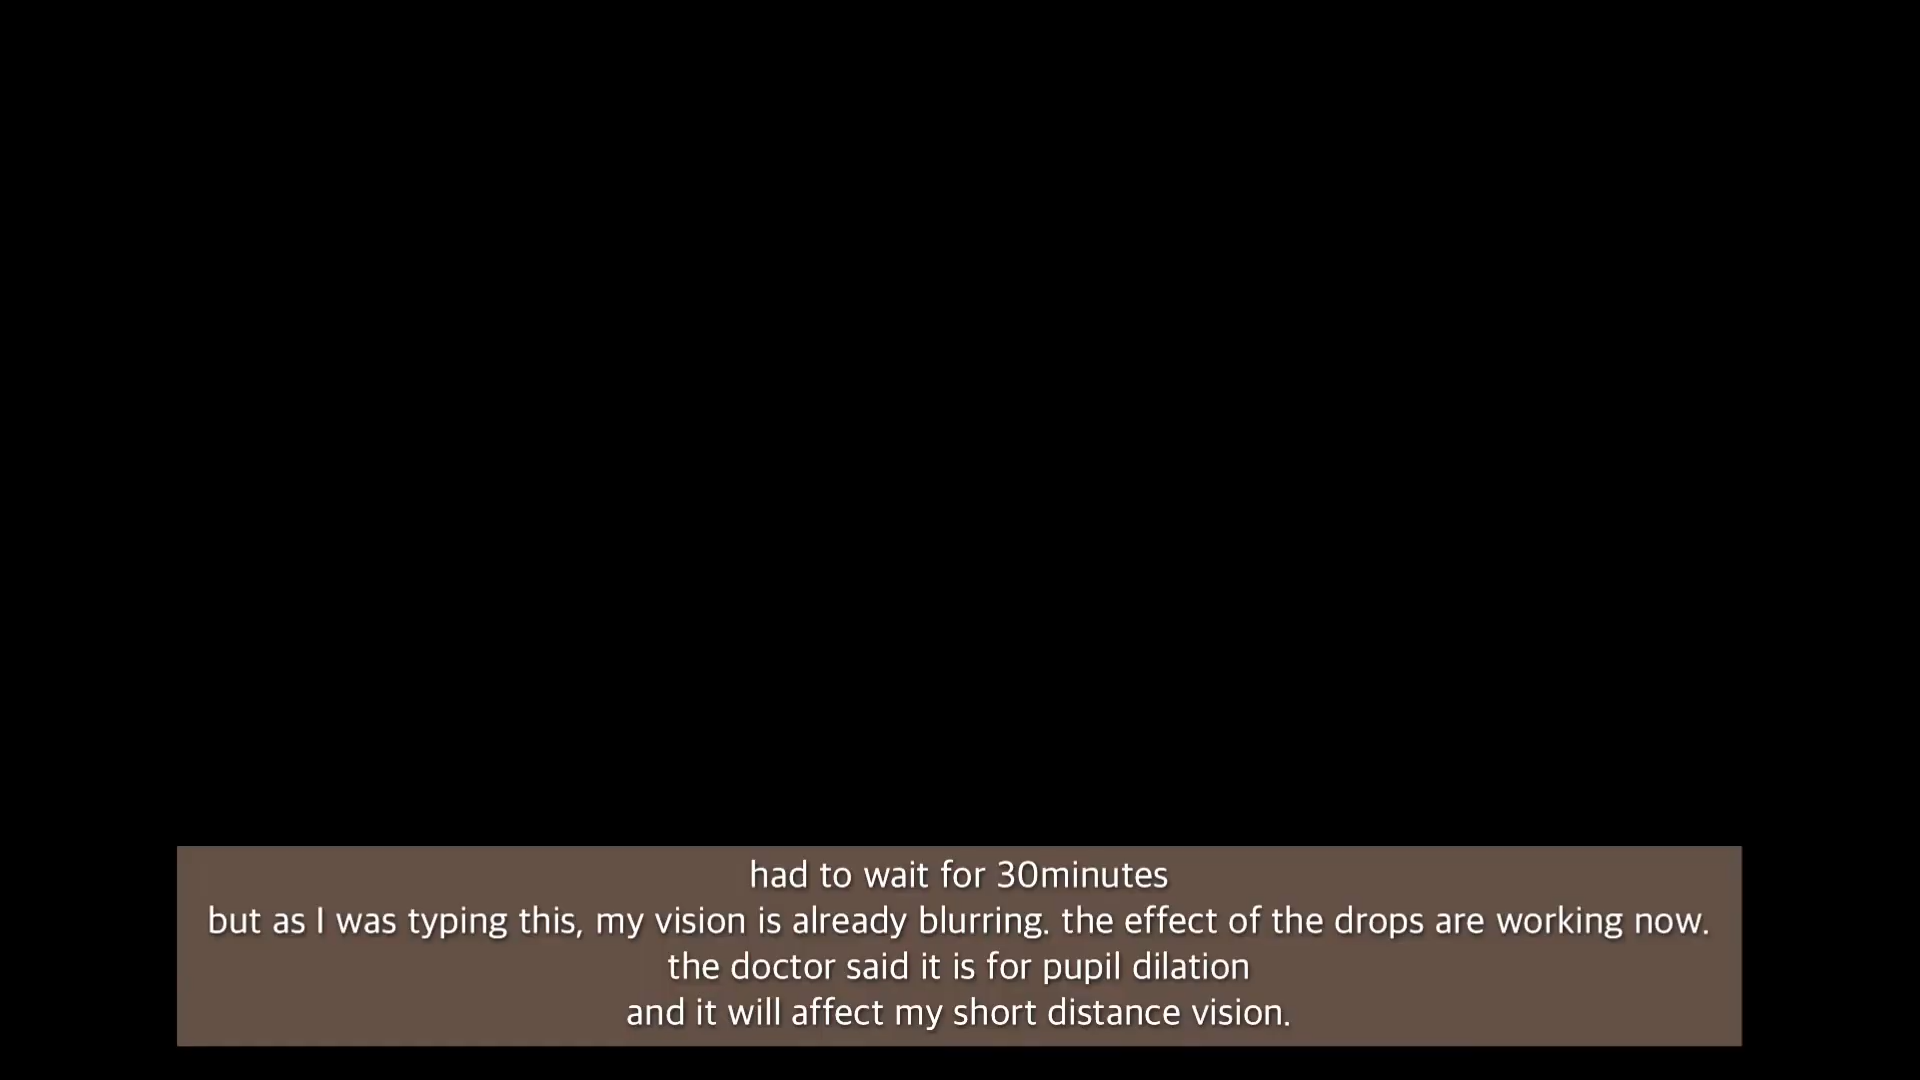 had to wait for 30minutes
but as I was typing this, my vision is already blurring. the effect of the drops are working now.
the doctor said it is for pupil dilation
and it will affect my short distance vision.